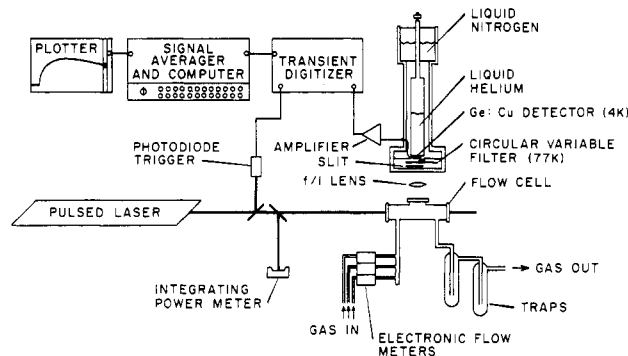 PLOTTER
SIGNAL
AVERAGER
AND COMPUTER
TRANSIENT
DIGITIZER
LIQUID
NITROGEN
LIQUID
HELIUM
Ge: Cu DETECTOR (4K)
AMPLIFIER
SLIT
CIRCULAR VARIABLE
FILTER (77K)
PHOTODIODE
TRIGGER
f/1 LENS
FLOW CELL
PULSED LASER
INTEGRATING
POWER METER
GAS IN
ELECTRONIC FLOW
METERS
GAS OUT
TRAPS